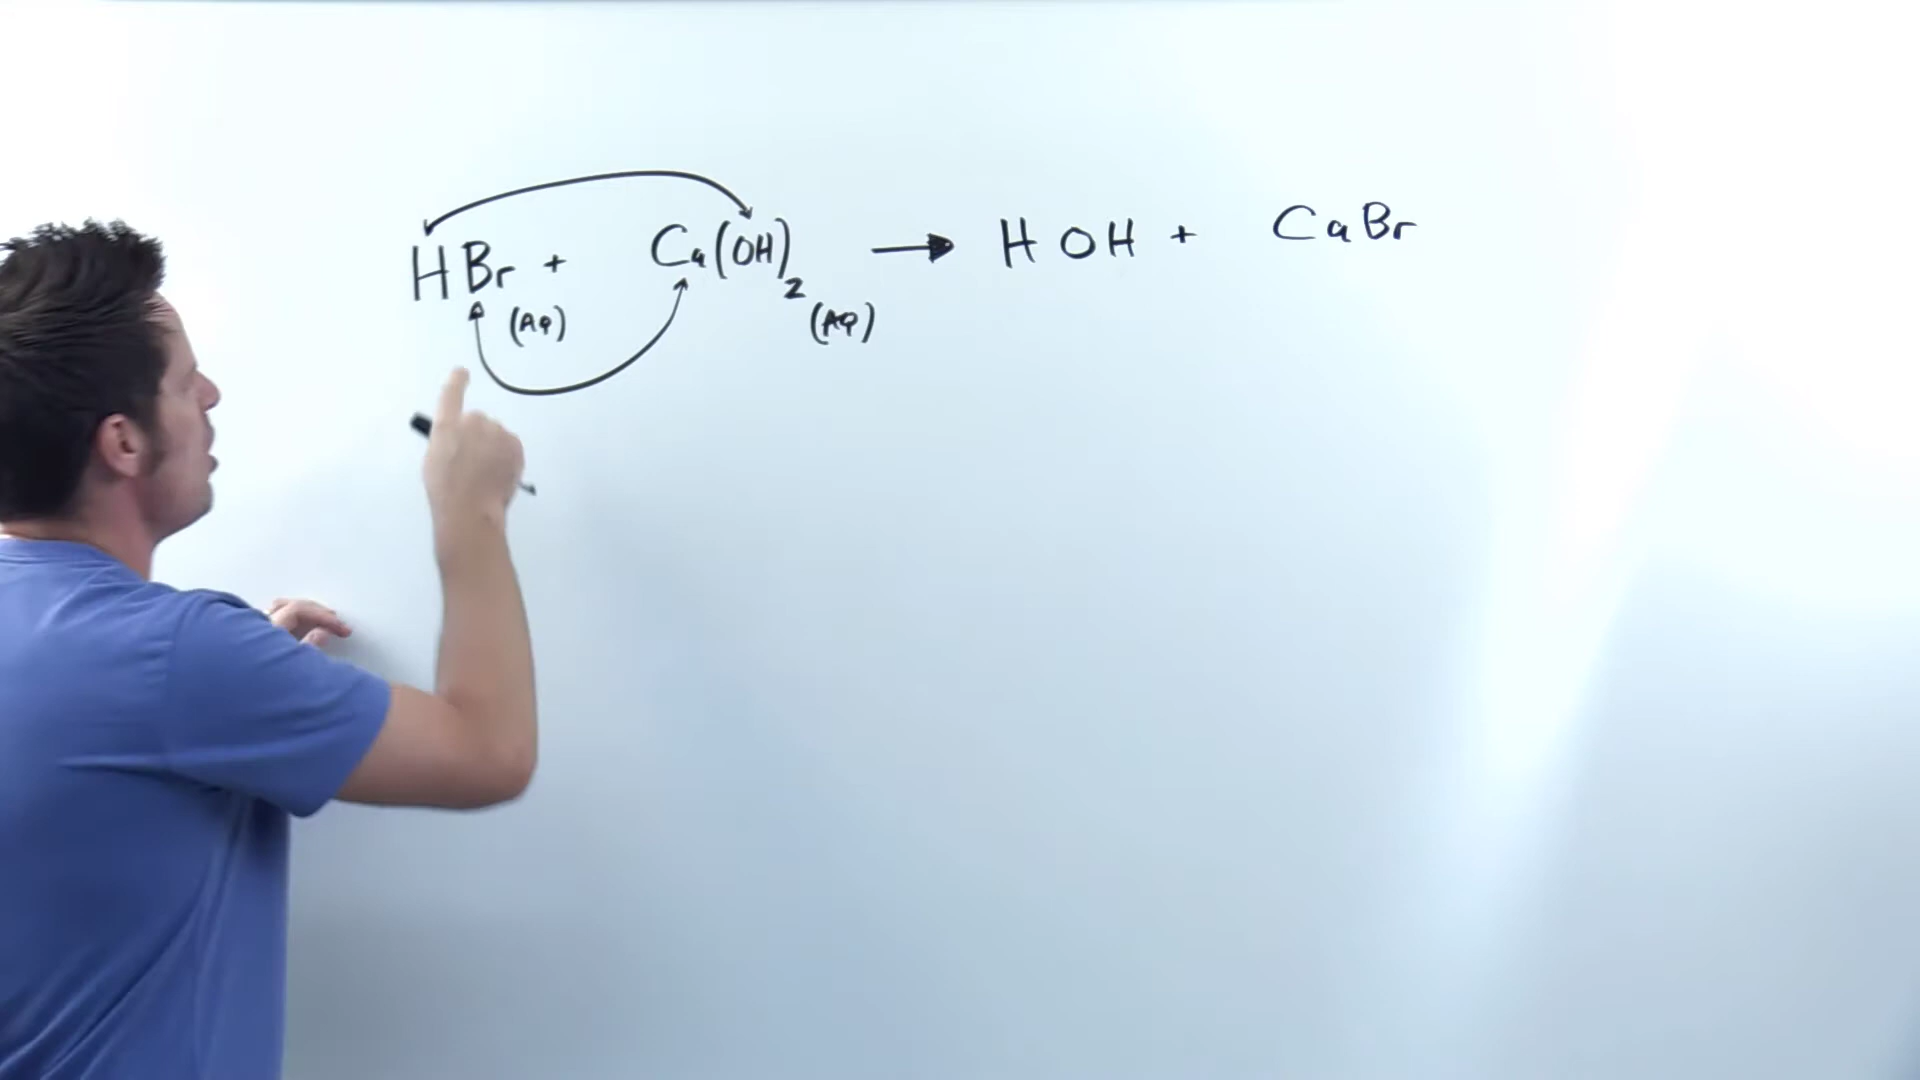 HBr(AQ) + Ca(OH)2(AQ) → HOH + CaBr